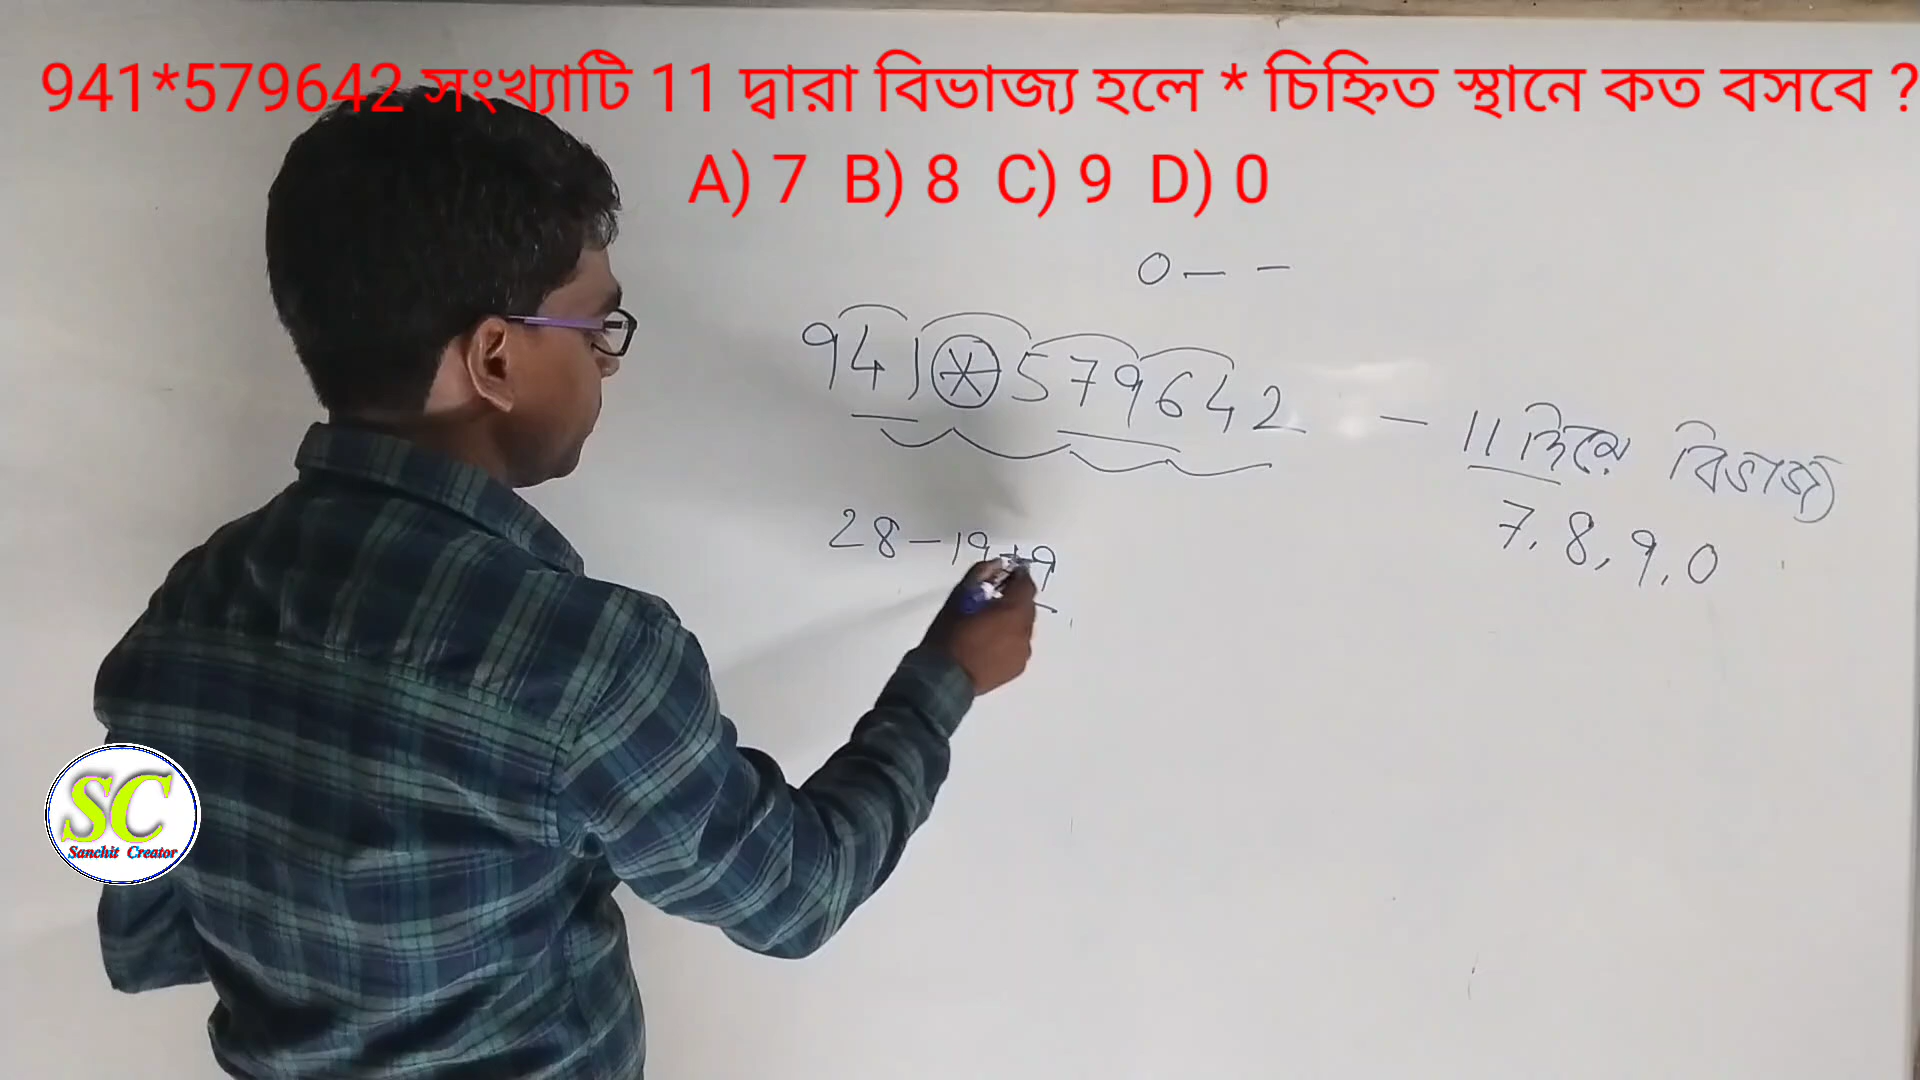 941*579642 সংখ্যাটি 11 দ্বারা বিভাজ্য হলে * চিহ্নিত স্থানে কত বসবে ?
A) 7 B) 8 C) 9 D) 0
0 — –
941*579642 – 11 দিয়ে বিভাজ্য
7, 8, 9, 0
28 – 19 + 9
SC
Sanchit Creator